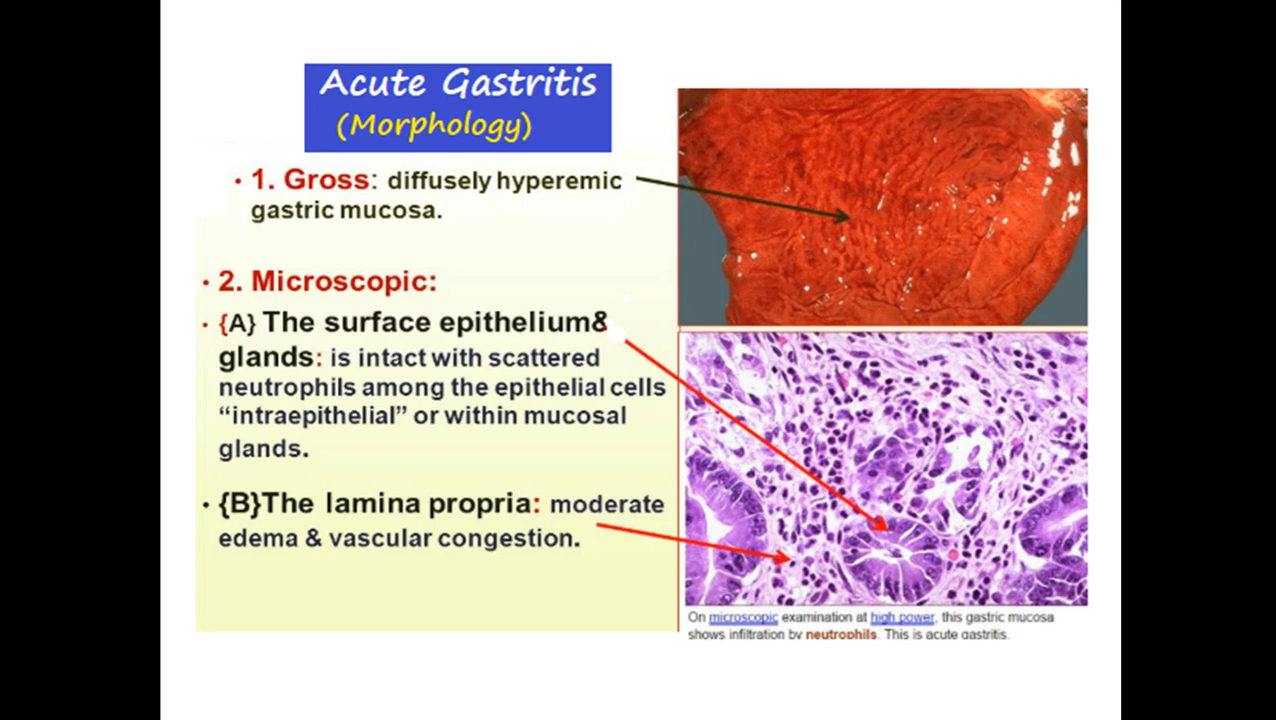 Acute Gastritis
(Morphology)
• 1. Gross: diffusely hyperemic
gastric mucosa.
• 2. Microscopic:
• {A} The surface epithelium&
glands: is intact with scattered
neutrophils among the epithelial cells
“intraepithelial” or within mucosal
glands.
• {B}The lamina propria: moderate
edema & vascular congestion.
On microscopic examination at high power, this gastric mucosa
shows infiltration by neutrophils. This is acute gastritis.